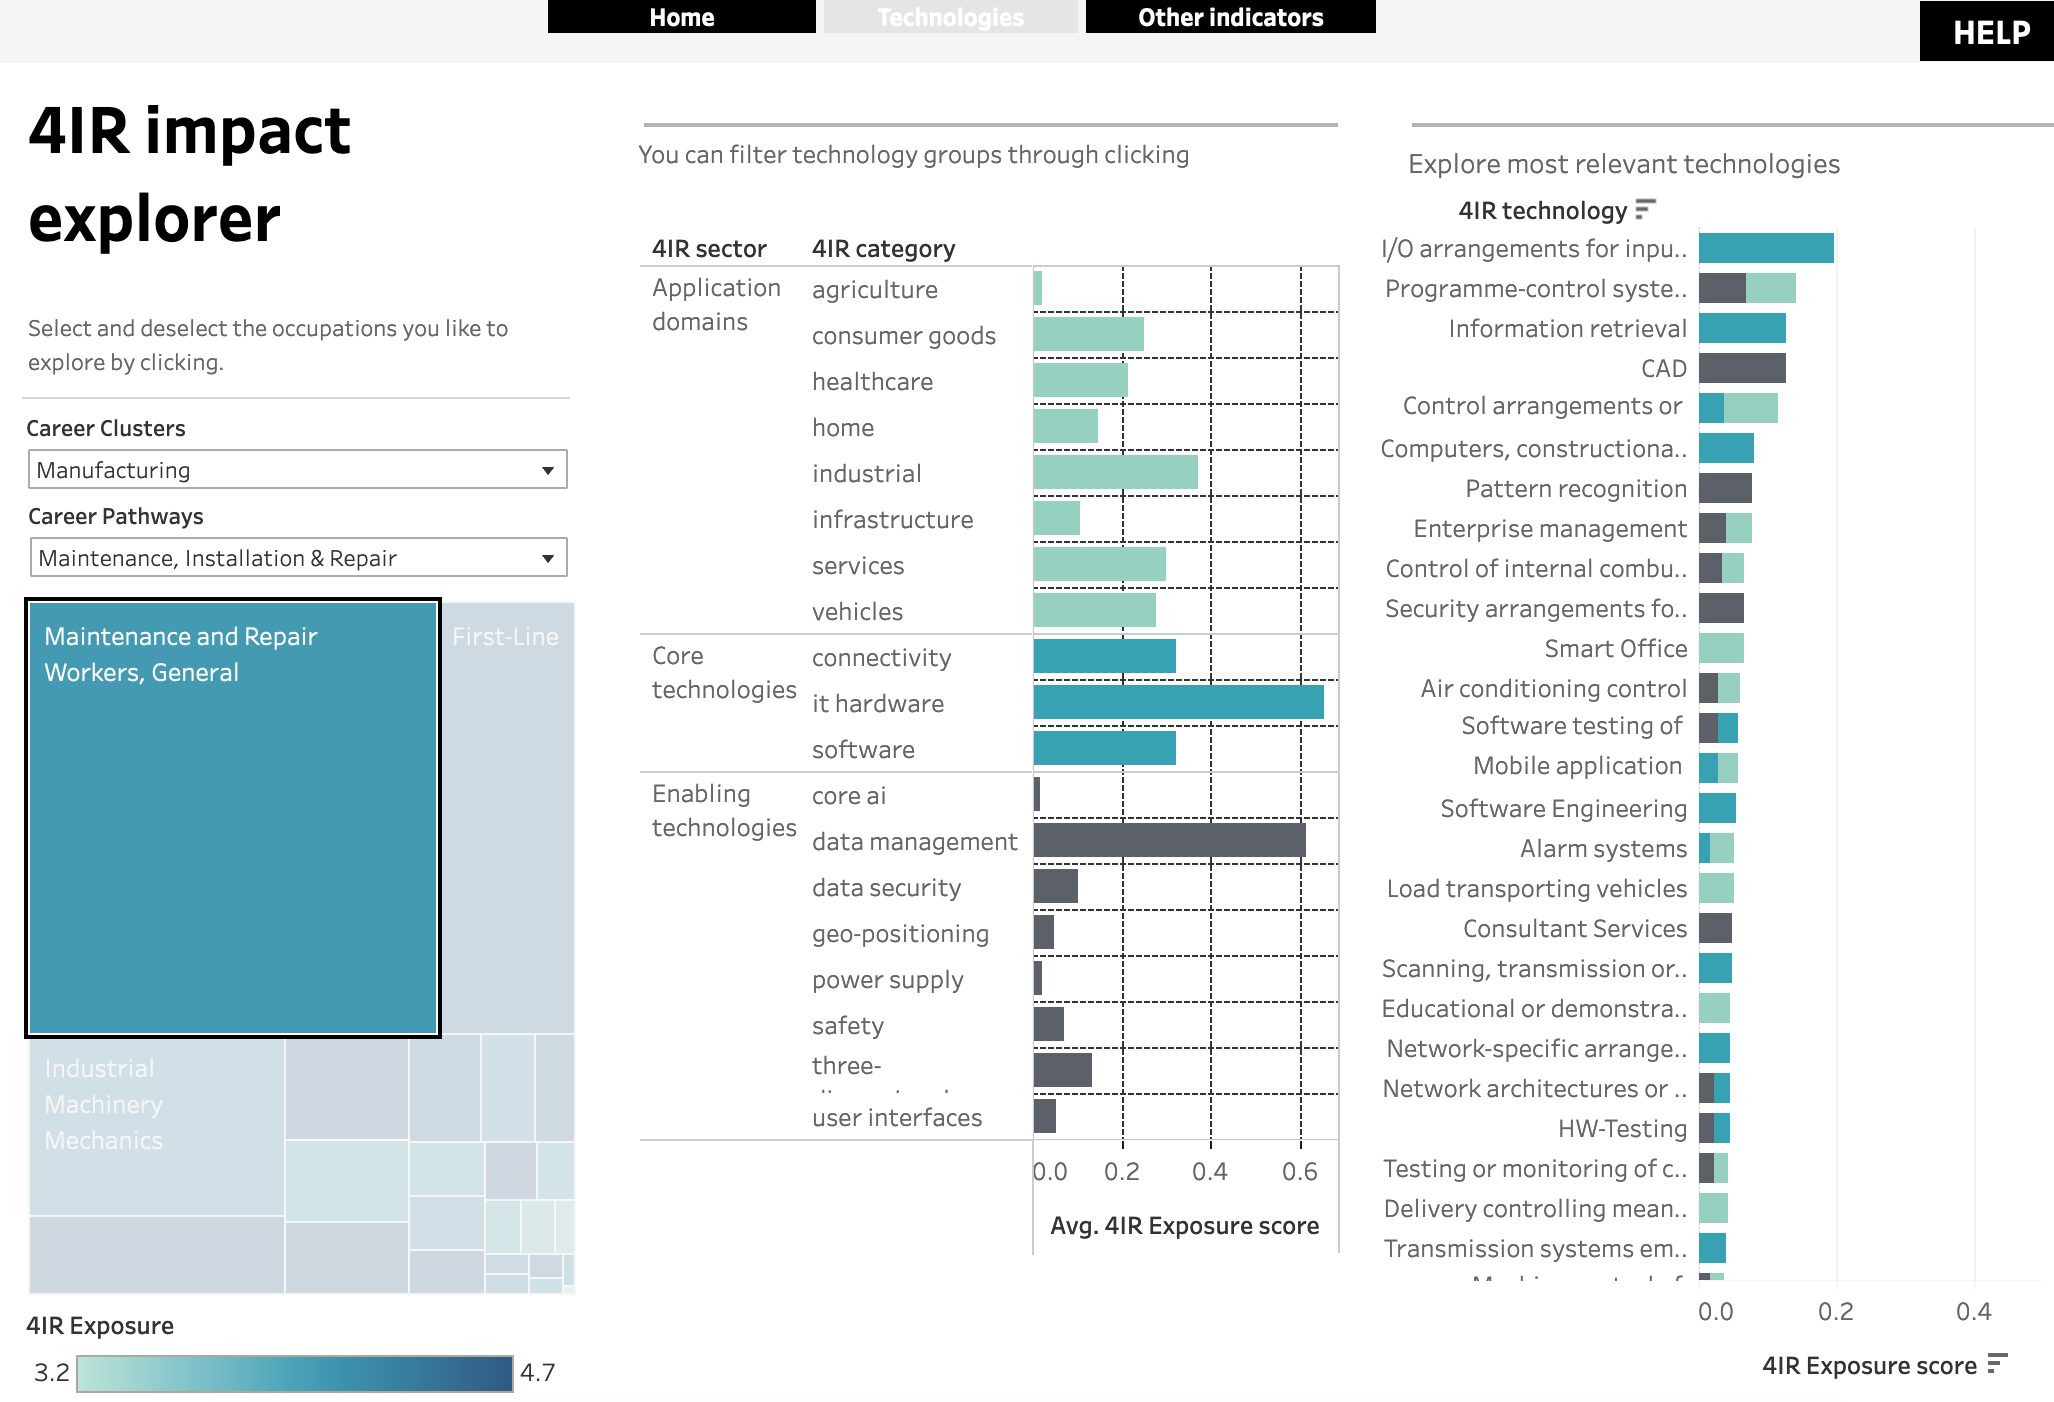 Home
Technologies
Other indicators
HELP
4IR impact
explorer
Select and deselect the occupations you like to
explore by clicking.
Career Clusters
Manufacturing
Career Pathways
Maintenance, Installation & Repair
Maintenance and Repair
Workers, General
First-Line
Industrial
Machinery
Mechanics
4IR Exposure
3.2
4.7
You can filter technology groups through clicking
4IR sector
4IR category
Application
domains
agriculture
consumer goods
healthcare
home
industrial
infrastructure
services
vehicles
Core
technologies
connectivity
it hardware
software
Enabling
technologies
core ai
data management
data security
geo-positioning
power supply
safety
three-
user interfaces
0.0
0.2
0.4
0.6
Avg. 4IR Exposure score
Explore most relevant technologies
4IR technology
I/O arrangements for inpu..
Programme-control syste..
Information retrieval
CAD
Control arrangements or
Computers, constructiona..
Pattern recognition
Enterprise management
Control of internal combu..
Security arrangements fo..
Smart Office
Air conditioning control
Software testing of
Mobile application
Software Engineering
Alarm systems
Load transporting vehicles
Consultant Services
Scanning, transmission or..
Educational or demonstra..
Network-specific arrange..
Network architectures or ..
HW-Testing
Testing or monitoring of c..
Delivery controlling mean..
Transmission systems em..
0.0
0.2
0.4
4IR Exposure score